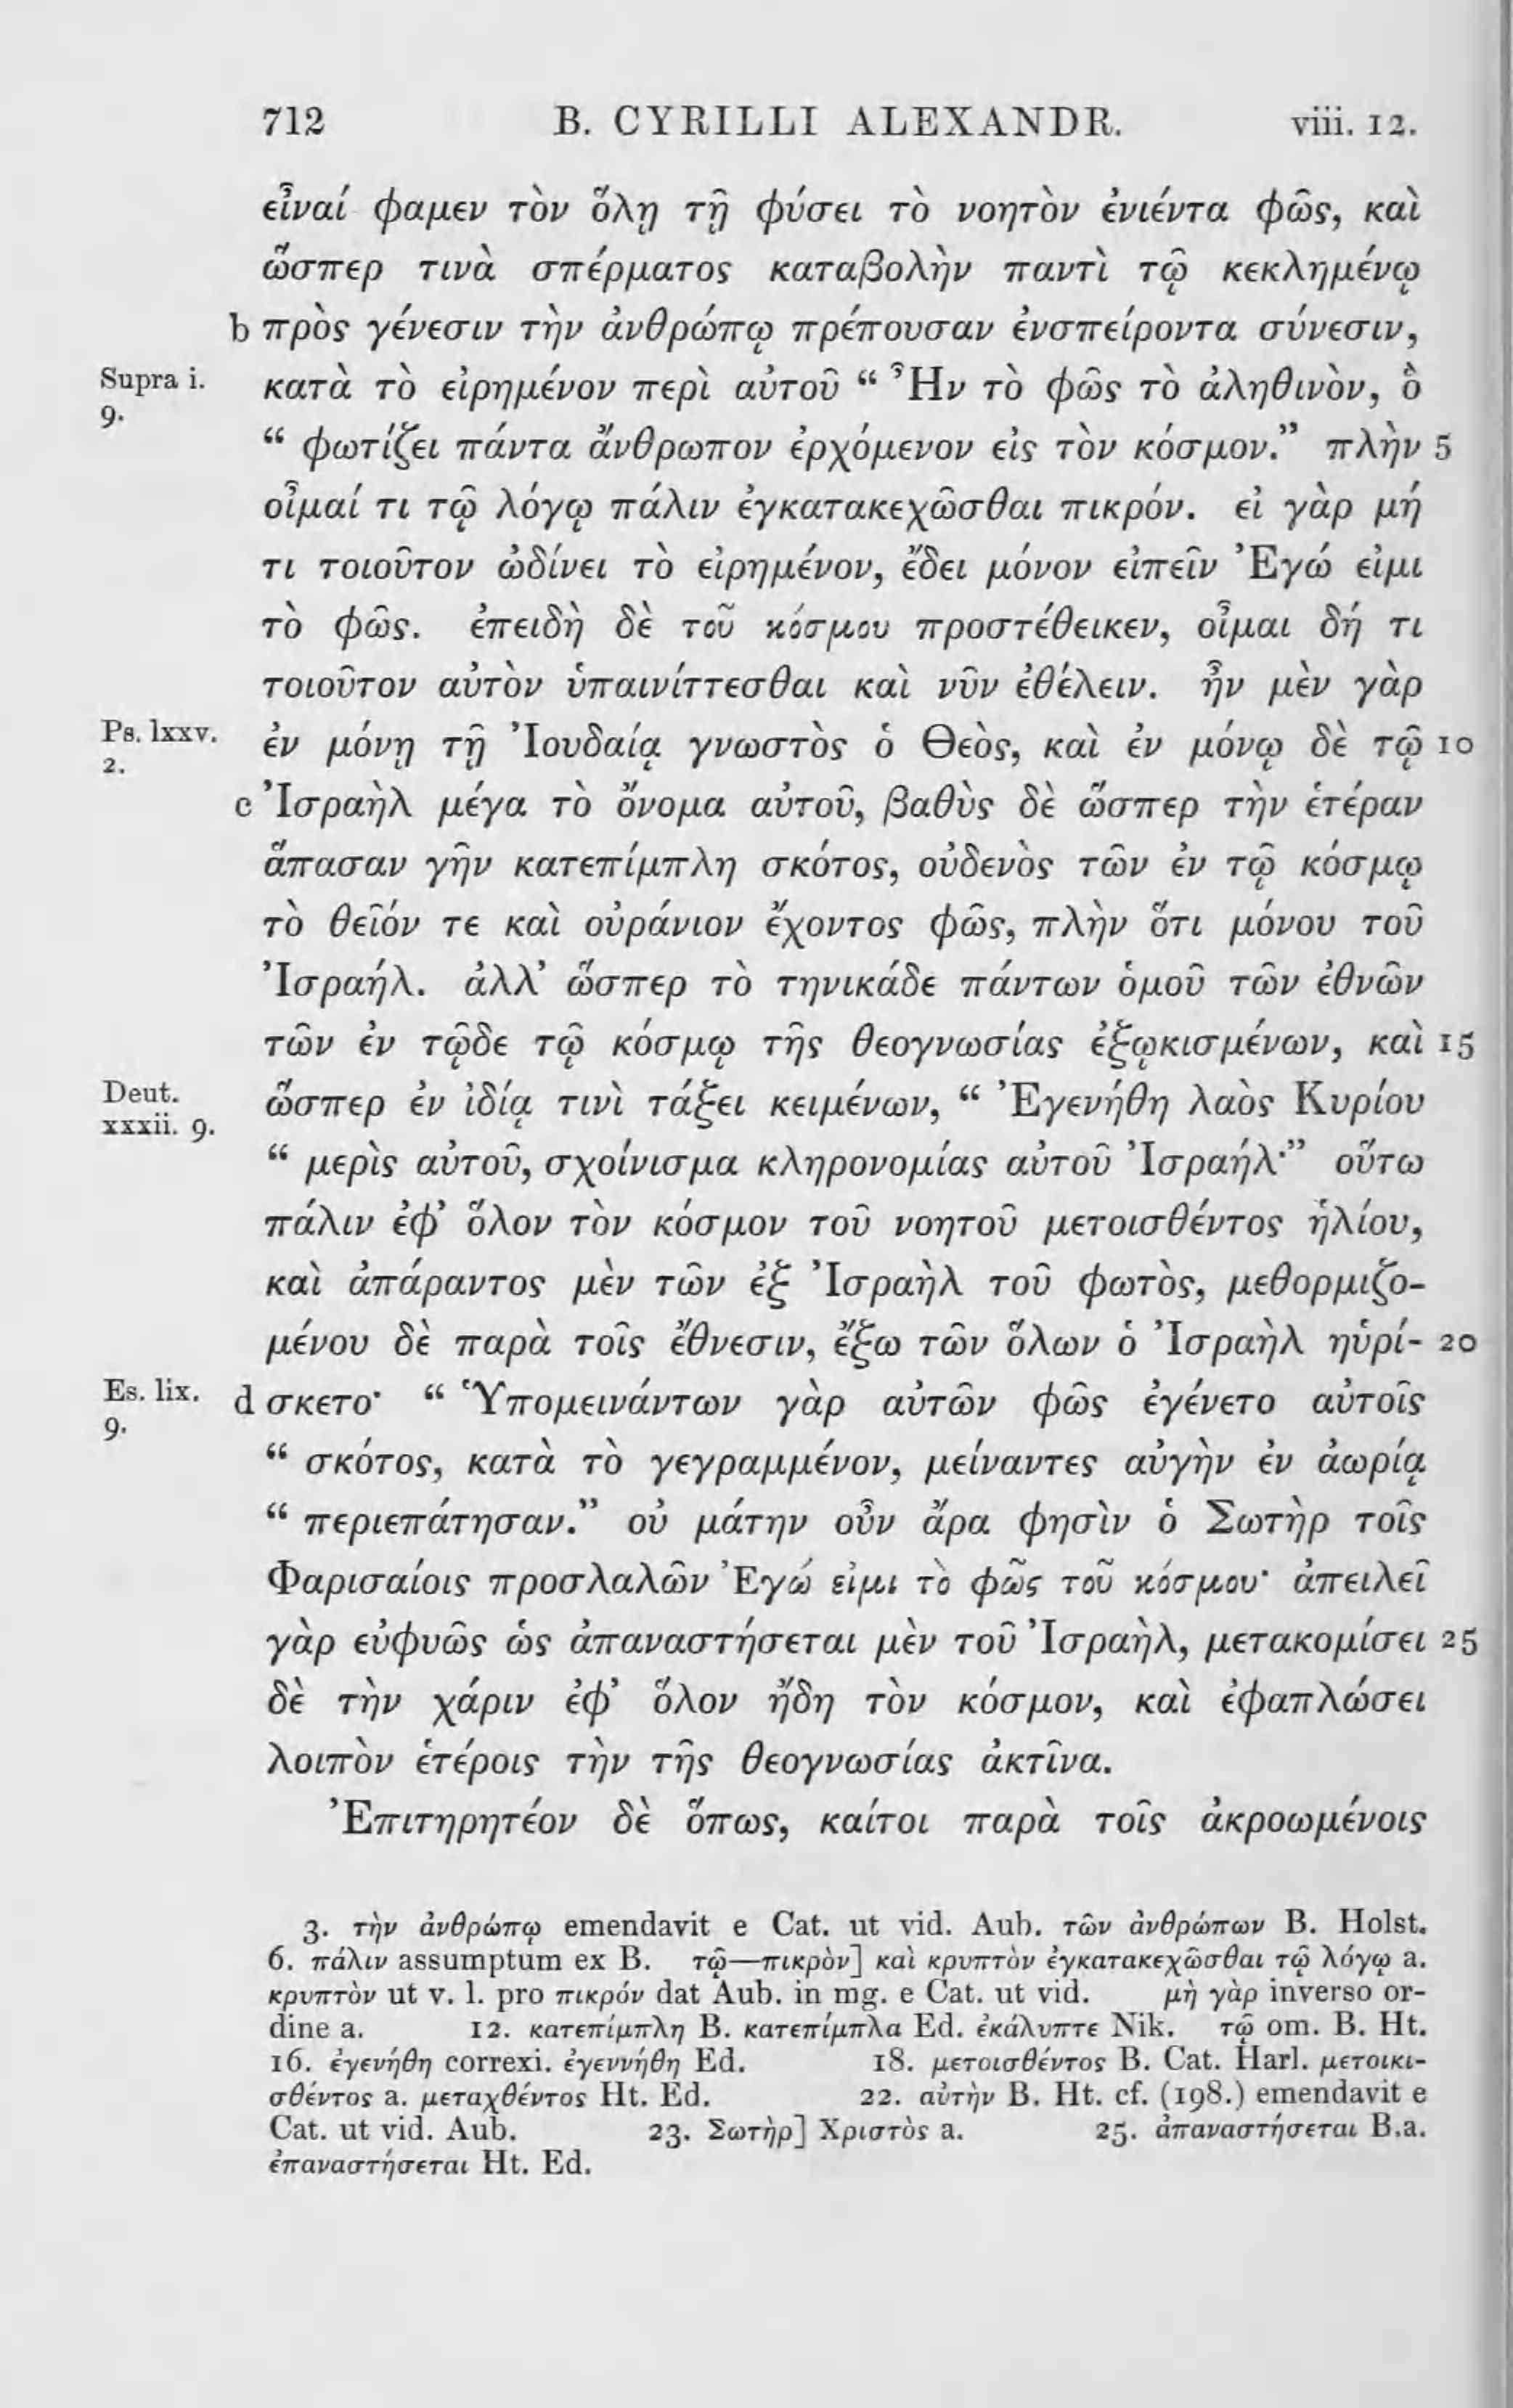 712 B. CYRILLI ALEXANDR. viii. 12.
εἶναί φαμεν τὸν ὅλῃ τῇ φύσει τὸ νοητὸν ἐνιέντα φῶς, καὶ
ὥσπερ τινὰ σπέρματος καταβολὴν παντὶ τῷ κεκλημένῳ
b πρὸς γένεσιν τὴν ἀνθρώπῳ πρέπουσαν ἐνσπείροντα σύνεσιν,
Supra i. 9. κατὰ τὸ εἰρημένον περὶ αὐτοῦ “ Ἦν τὸ φῶς τὸ ἀληθινὸν, ὃ
“ φωτίζει πάντα ἄνθρωπον ἐρχόμενον εἰς τὸν κόσμον.” πλὴν 5
οἶμαί τι τῷ λόγῳ πάλιν ἐγκατακεχῶσθαι πικρόν. εἰ γὰρ μή
τι τοιοῦτον ὠδίνει τὸ εἰρημένον, ἔδει μόνον εἰπεῖν Ἐγώ εἰμι
τὸ φῶς. ἐπειδὴ δὲ τοῦ κόσμου προστέθεικεν, οἶμαι δή τι
τοιοῦτον αὐτὸν ὑπαινίττεσθαι καὶ νῦν ἐθέλειν. ἦν μὲν γὰρ
Ps. lxxv. 2. ἐν μόνῃ τῇ Ἰουδαίᾳ γνωστὸς ὁ Θεὸς, καὶ ἐν μόνῳ δὲ τῷ 10
c Ἰσραὴλ μέγα τὸ ὄνομα αὐτοῦ, βαθὺς δὲ ὥσπερ τὴν ἑτέραν
ἅπασαν γῆν κατεπίμπλη σκότος, οὐδενὸς τῶν ἐν τῷ κόσμῳ
τὸ θεῖόν τε καὶ οὐράνιον ἔχοντος φῶς, πλὴν ὅτι μόνου τοῦ
Ἰσραήλ. ἀλλ’ ὥσπερ τὸ τηνικάδε πάντων ὁμοῦ τῶν ἐθνῶν
τῶν ἐν τῷδε τῷ κόσμῳ τῆς θεογνωσίας ἐξῳκισμένων, καὶ 15
Deut. xxxii. 9. ὥσπερ ἐν ἰδίᾳ τινὶ τάξει κειμένων, “ Ἐγενήθη λαὸς Κυρίου
“ μερὶς αὐτοῦ, σχοίνισμα κληρονομίας αὐτοῦ Ἰσραήλ·” οὕτω
πάλιν ἐφ’ ὅλον τὸν κόσμον τοῦ νοητοῦ μετοισθέντος ἡλίου,
καὶ ἀπάραντος μὲν τῶν ἐξ Ἰσραὴλ τοῦ φωτὸς, μεθορμιζο-
μένου δὲ παρὰ τοῖς ἔθνεσιν, ἔξω τῶν ὅλων ὁ Ἰσραὴλ ηὑρί- 20
Es. lix. 9. d σκετο· “ Ὑπομεινάντων γὰρ αὐτῶν φῶς ἐγένετο αὐτοῖς
“ σκότος, κατὰ τὸ γεγραμμένον, μείναντες αὐγὴν ἐν ἀωρίᾳ
“ περιεπάτησαν.” οὐ μάτην οὖν ἄρα φησὶν ὁ Σωτὴρ τοῖς
Φαρισαίοις προσλαλῶν Ἐγώ εἰμι τὸ φῶς τοῦ κόσμου· ἀπειλεῖ
γὰρ εὐφυῶς ὡς ἀπαναστήσεται μὲν τοῦ Ἰσραὴλ, μετακομίσει 25
δὲ τὴν χάριν ἐφ’ ὅλον ἤδη τὸν κόσμον, καὶ ἐφαπλώσει
λοιπὸν ἑτέροις τὴν τῆς θεογνωσίας ἀκτῖνα.
Ἐπιτηρητέον δὲ ὅπως, καίτοι παρὰ τοῖς ἀκροωμένοις
3. τὴν ἀνθρώπῳ emendavit e Cat. ut vid. Aub. τῶν ἀνθρώπων B. Holst.
6. πάλιν assumptum ex B. τῷ—πικρὸν] καὶ κρυπτὸν ἐγκατακεχῶσθαι τῷ λόγῳ a.
κρυπτὸν ut v. l. pro πικρόν dat Aub. in mg. e Cat. ut vid. μὴ γὰρ inverso or-
dine a. 12. κατεπίμπλη B. κατεπίμπλα Ed. ἐκάλυπτε Nik. τῷ om. B. Ht.
16. ἐγενήθη correxi. ἐγεννήθη Ed. 18. μετοισθέντος B. Cat. Harl. μετοικι-
σθέντος a. μεταχθέντος Ht. Ed. 22. αὐτὴν B. Ht. cf. (198.) emendavit e
Cat. ut vid. Aub. 23. Σωτὴρ] Χριστὸς a. 25. ἀπαναστήσεται B.a.
ἐπαναστήσεται Ht. Ed.